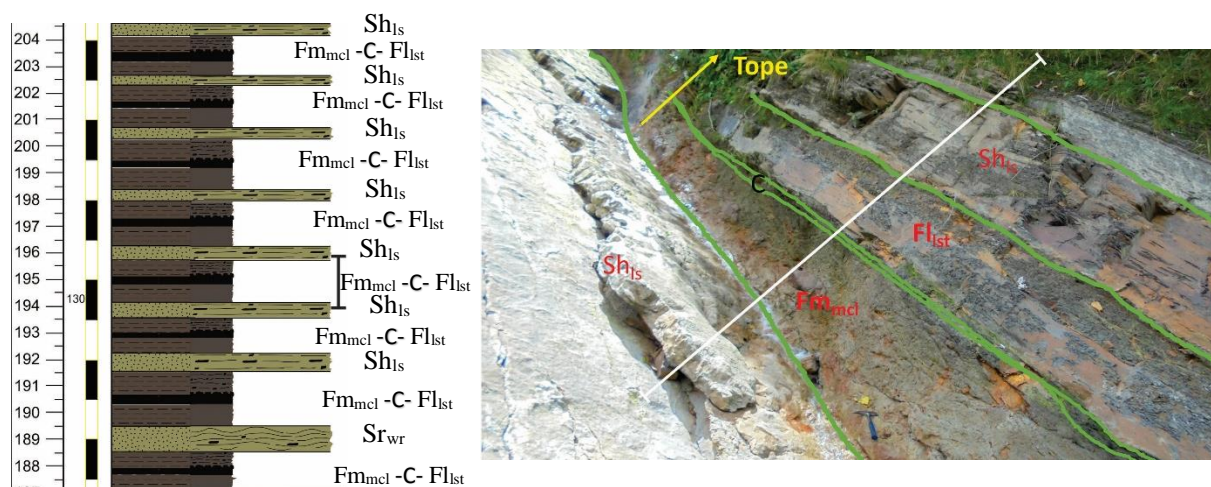 204
203
202
201
200
199
198
197
196
195
194
193
192
191
190
189
188
130
Sh_ls
Fm_mcl -C- Fl_lst
Sh_ls
Fm_mcl -C- Fl_lst
Sh_ls
Fm_mcl -C- Fl_lst
Sh_ls
Fm_mcl -C- Fl_lst
Sh_ls
Fm_mcl -C- Fl_lst
Sh_ls
Fm_mcl -C- Fl_lst
Sh_ls
Fm_mcl -C- Fl_lst
Sr_wr
Fm_mcl -C- Fl_lst
Tope
Sh_ls
C
Fl_lst
Sh_ls
Fm_mcl